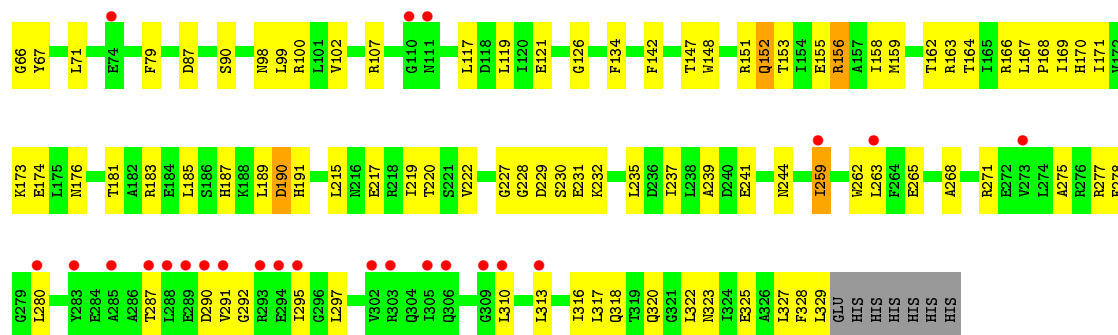 G66 Y67 L71 E74 F79 D87 S90 N98 L99 R100 L101 V102 R107 G110 N111 L117 D118 L119 I120 E121 G126 F134 F142 T147 W148 R151 Q152 T153 I154 E155 R156 A157 I158 M159 T162 R163 T164 I165 R166 L167 P168 I169 H170 I171 V172
K173 E174 L175 N176 T181 A182 R183 E184 L185 S186 H187 K188 L189 D190 H191 L215 N216 E217 R218 I219 T220 S221 V222 G227 G228 D229 S230 E231 K232 L235 D236 I237 L238 A239 D240 E241 N244 I259 W262 L263 F264 E265 A268 R271 E272 V273 L274 A275 R276 R277 F278
G279 L280 Y283 E284 A285 A286 T287 L288 E289 D290 V291 G292 R293 E294 I295 G296 L297 V302 R303 Q304 I305 Q306 G309 L310 L313 I316 L317 Q318 T319 Q320 G321 L322 N323 I324 E325 A326 L327 F328 L329 GLU HIS HIS HIS HIS HIS HIS